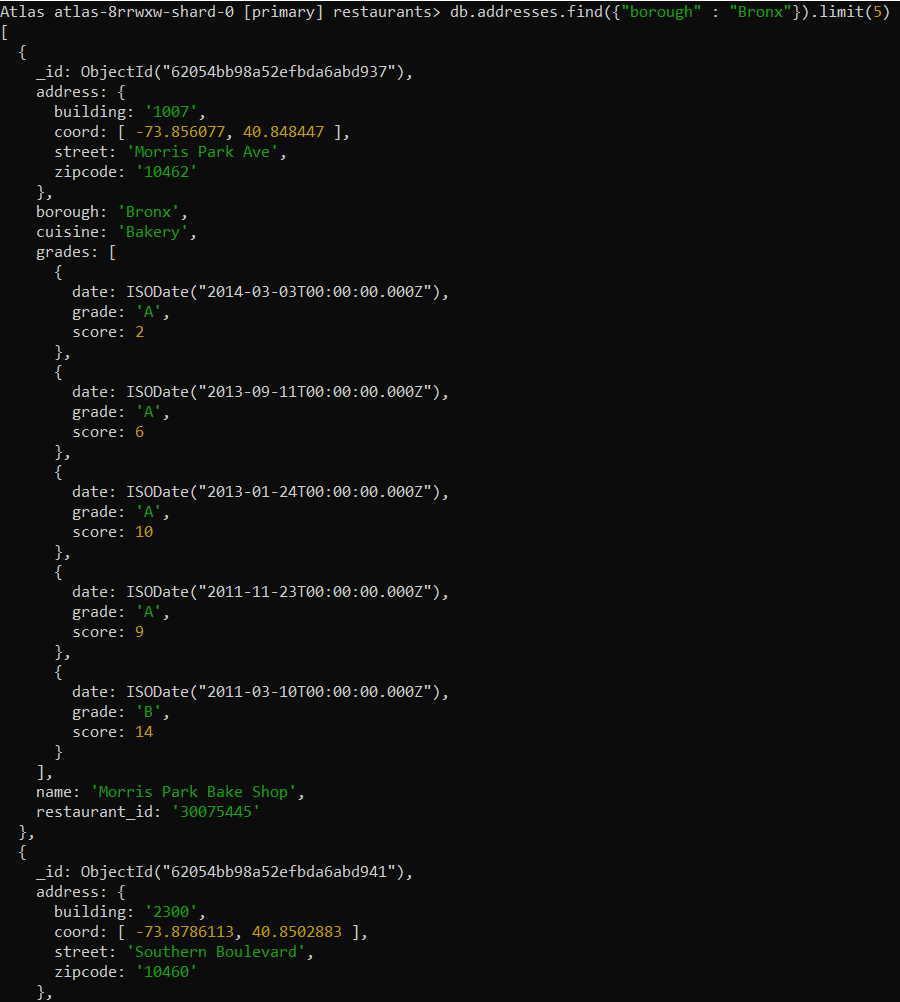 Atlas atlas-8rrwxw-shard-0 [primary] restaurants> db.addresses.find({"borough" : "Bronx"}).limit(5)
[
  {
    _id: ObjectId("62054bb98a52efbda6abd937"),
    address: {
      building: '1007',
      coord: [ -73.856077, 40.848447 ],
      street: 'Morris Park Ave',
      zipcode: '10462'
    },
    borough: 'Bronx',
    cuisine: 'Bakery',
    grades: [
      {
        date: ISODate("2014-03-03T00:00:00.000Z"),
        grade: 'A',
        score: 2
      },
      {
        date: ISODate("2013-09-11T00:00:00.000Z"),
        grade: 'A',
        score: 6
      },
      {
        date: ISODate("2013-01-24T00:00:00.000Z"),
        grade: 'A',
        score: 10
      },
      {
        date: ISODate("2011-11-23T00:00:00.000Z"),
        grade: 'A',
        score: 9
      },
      {
        date: ISODate("2011-03-10T00:00:00.000Z"),
        grade: 'B',
        score: 14
      }
    ],
    name: 'Morris Park Bake Shop',
    restaurant_id: '30075445'
  },
  {
    _id: ObjectId("62054bb98a52efbda6abd941"),
    address: {
      building: '2300',
      coord: [ -73.8786113, 40.8502883 ],
      street: 'Southern Boulevard',
      zipcode: '10460'
    },